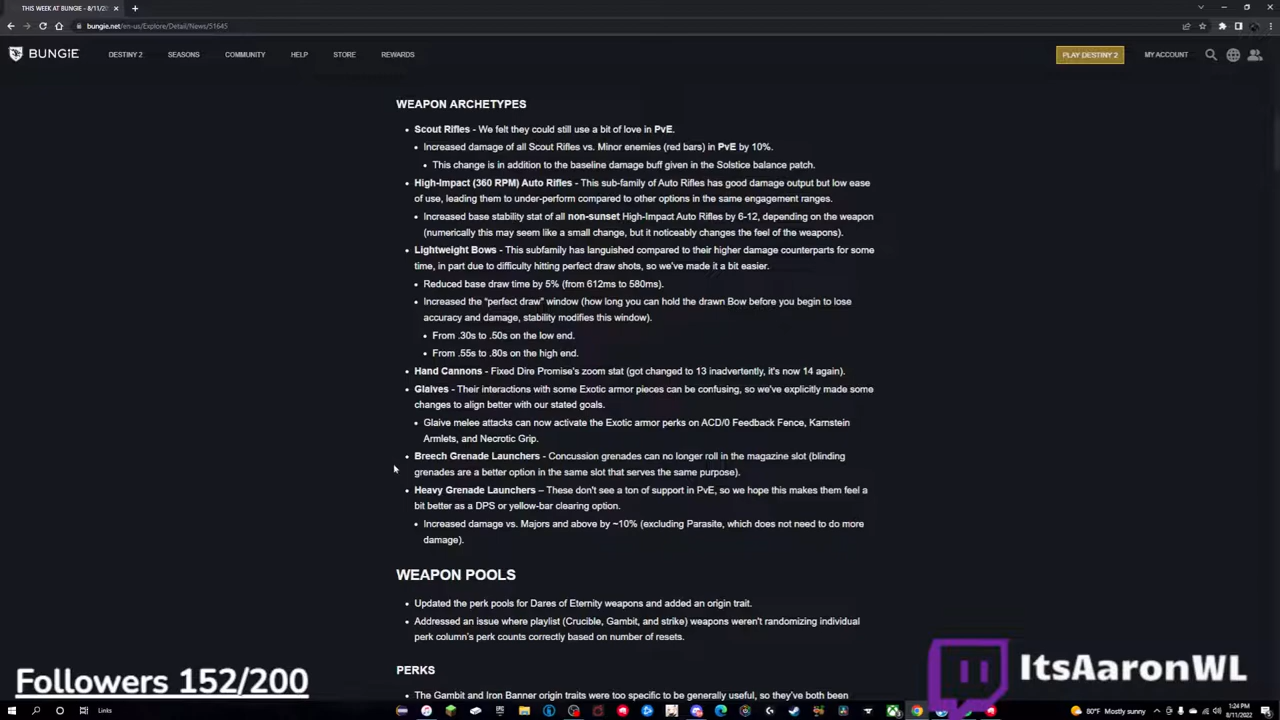 THIS WEEK AT BUNGIE - 8/11/2
bungie.net/en-us/Explore/Detail/News/51645
BUNGIE DESTINY 2 SEASONS COMMUNITY HELP STORE REWARDS PLAY DESTINY 2 MY ACCOUNT
WEAPON ARCHETYPES
• Scout Rifles - We felt they could still use a bit of love in PvE.
• Increased damage of all Scout Rifles vs. Minor enemies (red bars) in PvE by 10%.
• This change is in addition to the baseline damage buff given in the Solstice balance patch.
• High-Impact (360 RPM) Auto Rifles - This sub-family of Auto Rifles has good damage output but low ease
of use, leading them to under-perform compared to other options in the same engagement ranges.
• Increased base stability stat of all non-sunset High-Impact Auto Rifles by 6-12, depending on the weapon
(numerically this may seem like a small change, but it noticeably changes the feel of the weapons).
• Lightweight Bows - This subfamily has languished compared to their higher damage counterparts for some
time, in part due to difficulty hitting perfect draw shots, so we've made it a bit easier.
• Reduced base draw time by 5% (from 612ms to 580ms).
• Increased the “perfect draw” window (how long you can hold the drawn Bow before you begin to lose
accuracy and damage, stability modifies this window).
• From .30s to .50s on the low end.
• From .55s to .80s on the high end.
• Hand Cannons - Fixed Dire Promise's zoom stat (got changed to 13 inadvertently, it's now 14 again).
• Glaives - Their interactions with some Exotic armor pieces can be confusing, so we've explicitly made some
changes to align better with our stated goals.
• Glaive melee attacks can now activate the Exotic armor perks on ACD/0 Feedback Fence, Karnstein
Armlets, and Necrotic Grip.
• Breech Grenade Launchers - Concussion grenades can no longer roll in the magazine slot (blinding
grenades are a better option in the same slot that serves the same purpose).
• Heavy Grenade Launchers – These don't see a ton of support in PvE, so we hope this makes them feel a
bit better as a DPS or yellow-bar clearing option.
• Increased damage vs. Majors and above by ~10% (excluding Parasite, which does not need to do more
damage).
WEAPON POOLS
• Updated the perk pools for Dares of Eternity weapons and added an origin trait.
• Addressed an issue where playlist (Crucible, Gambit, and strike) weapons weren't randomizing individual
perk column's perk counts correctly based on number of resets.
PERKS
• The Gambit and Iron Banner origin traits were too specific to be generally useful, so they've both been
Followers 152/200
ItsAaronWL
Links
80°F Mostly sunny
1:24 PM
8/11/2022